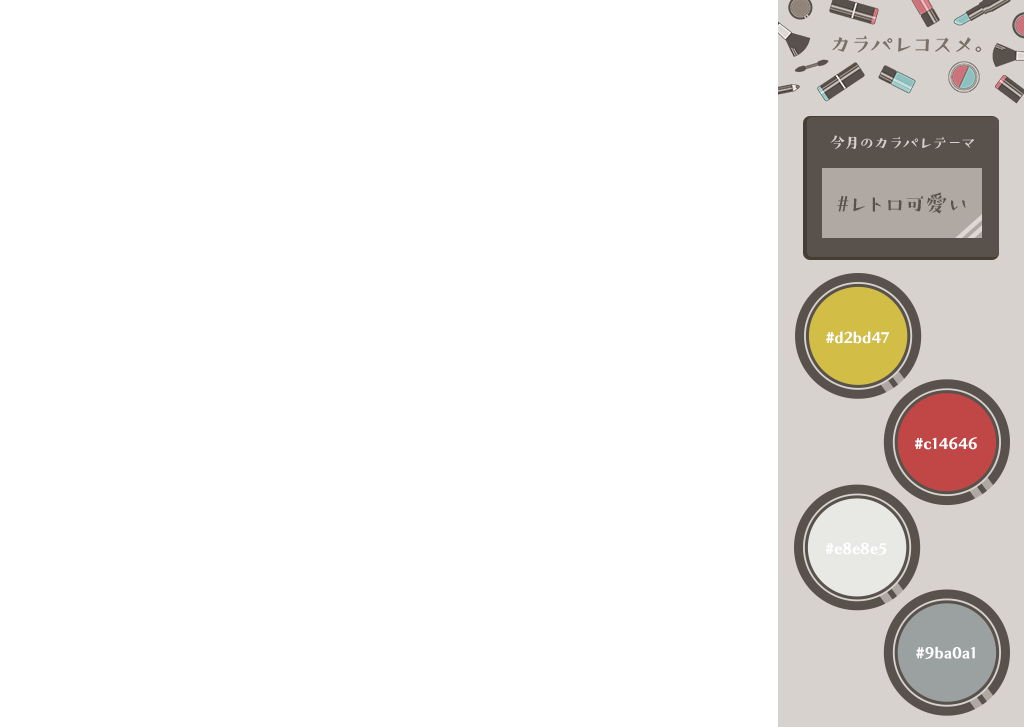 カラパレコスメ。
今月のカラパレテーマ
#レトロ可愛い
#d2bd47
#c14646
#e8e8e5
#9ba0a1